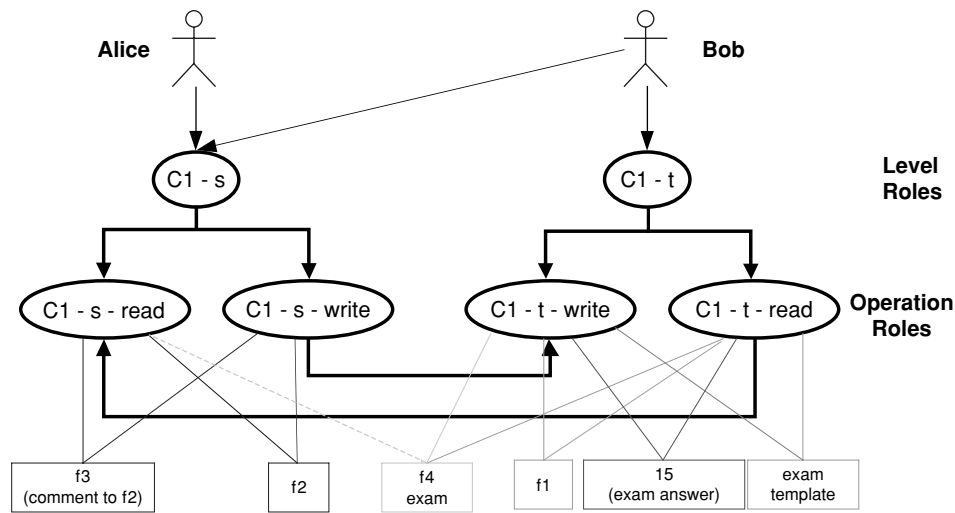 Alice
Bob
C1 - s
C1 - t
Level
Roles
C1 - s - read
C1 - s - write
C1 - t - write
C1 - t - read
Operation
Roles
f3
(comment to f2)
f2
f4
exam
f1
15
(exam answer)
exam
template